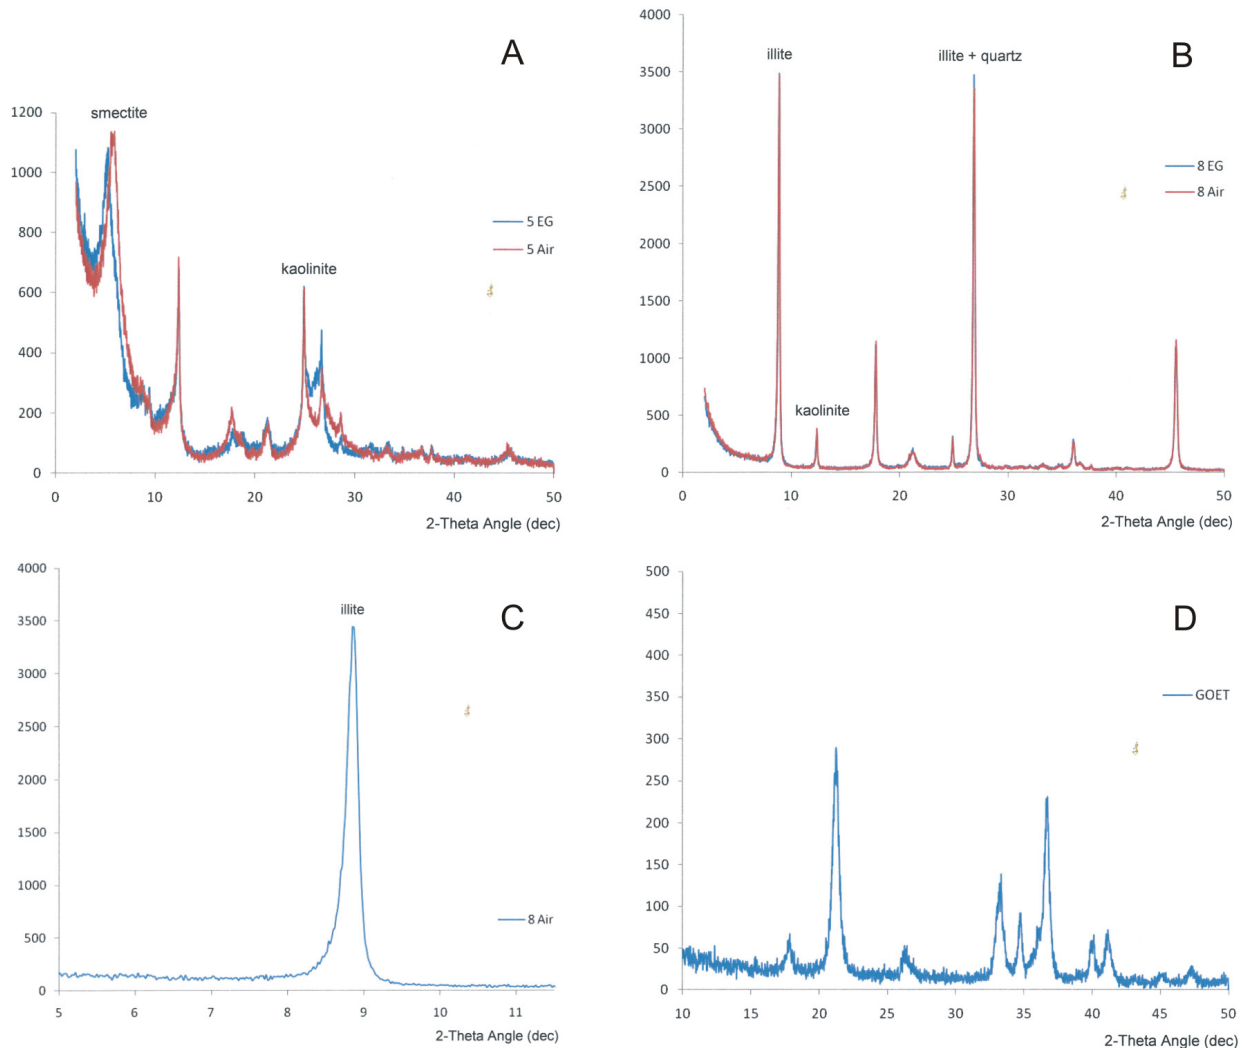 A
smectite
1200
1000
800
600
400
200
0
kaolinite
5 EG
5 Air
0 10 20 30 40 50
2-Theta Angle (dec)
B
4000
3500
3000
2500
2000
1500
1000
500
0
illite
illite + quartz
kaolinite
8 EG
8 Air
0 10 20 30 40 50
2-Theta Angle (dec)
C
4000
3500
3000
2500
2000
1500
1000
500
0
illite
8 Air
5 6 7 8 9 10 11
2-Theta Angle (dec)
D
500
450
400
350
300
250
200
150
100
50
0
GOET
10 15 20 25 30 35 40 45 50
2-Theta Angle (dec)